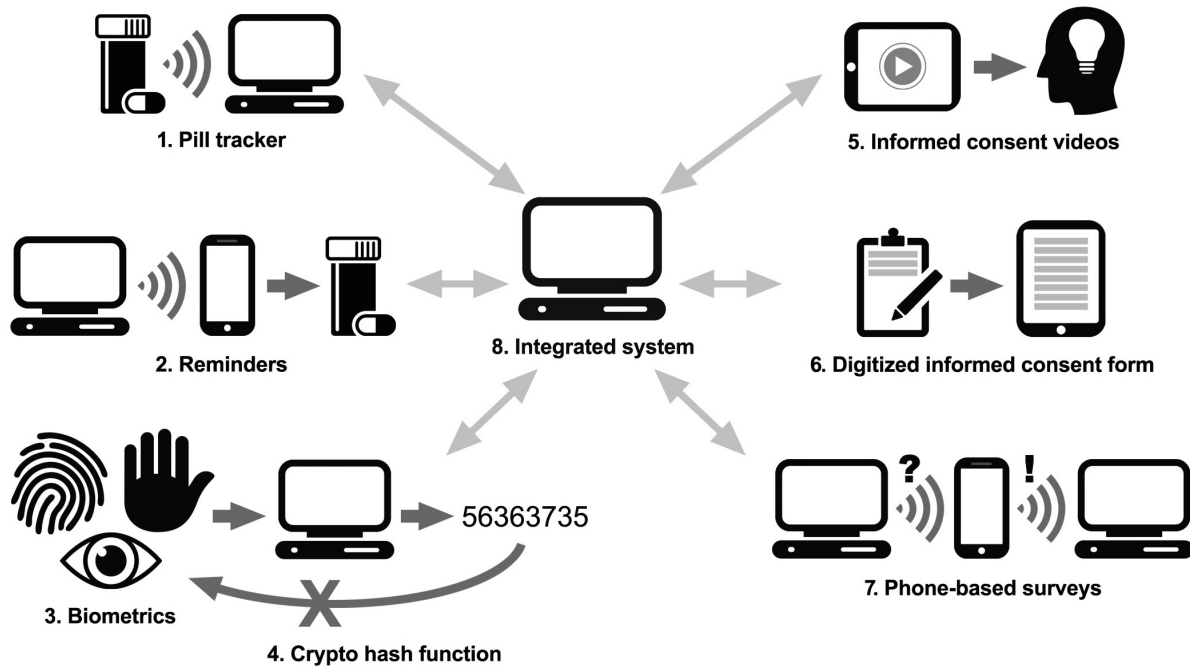 1. Pill tracker
5. Informed consent videos
2. Reminders
8. Integrated system
6. Digitized informed consent form
?
!
56363735
X
3. Biometrics
4. Crypto hash function
7. Phone-based surveys